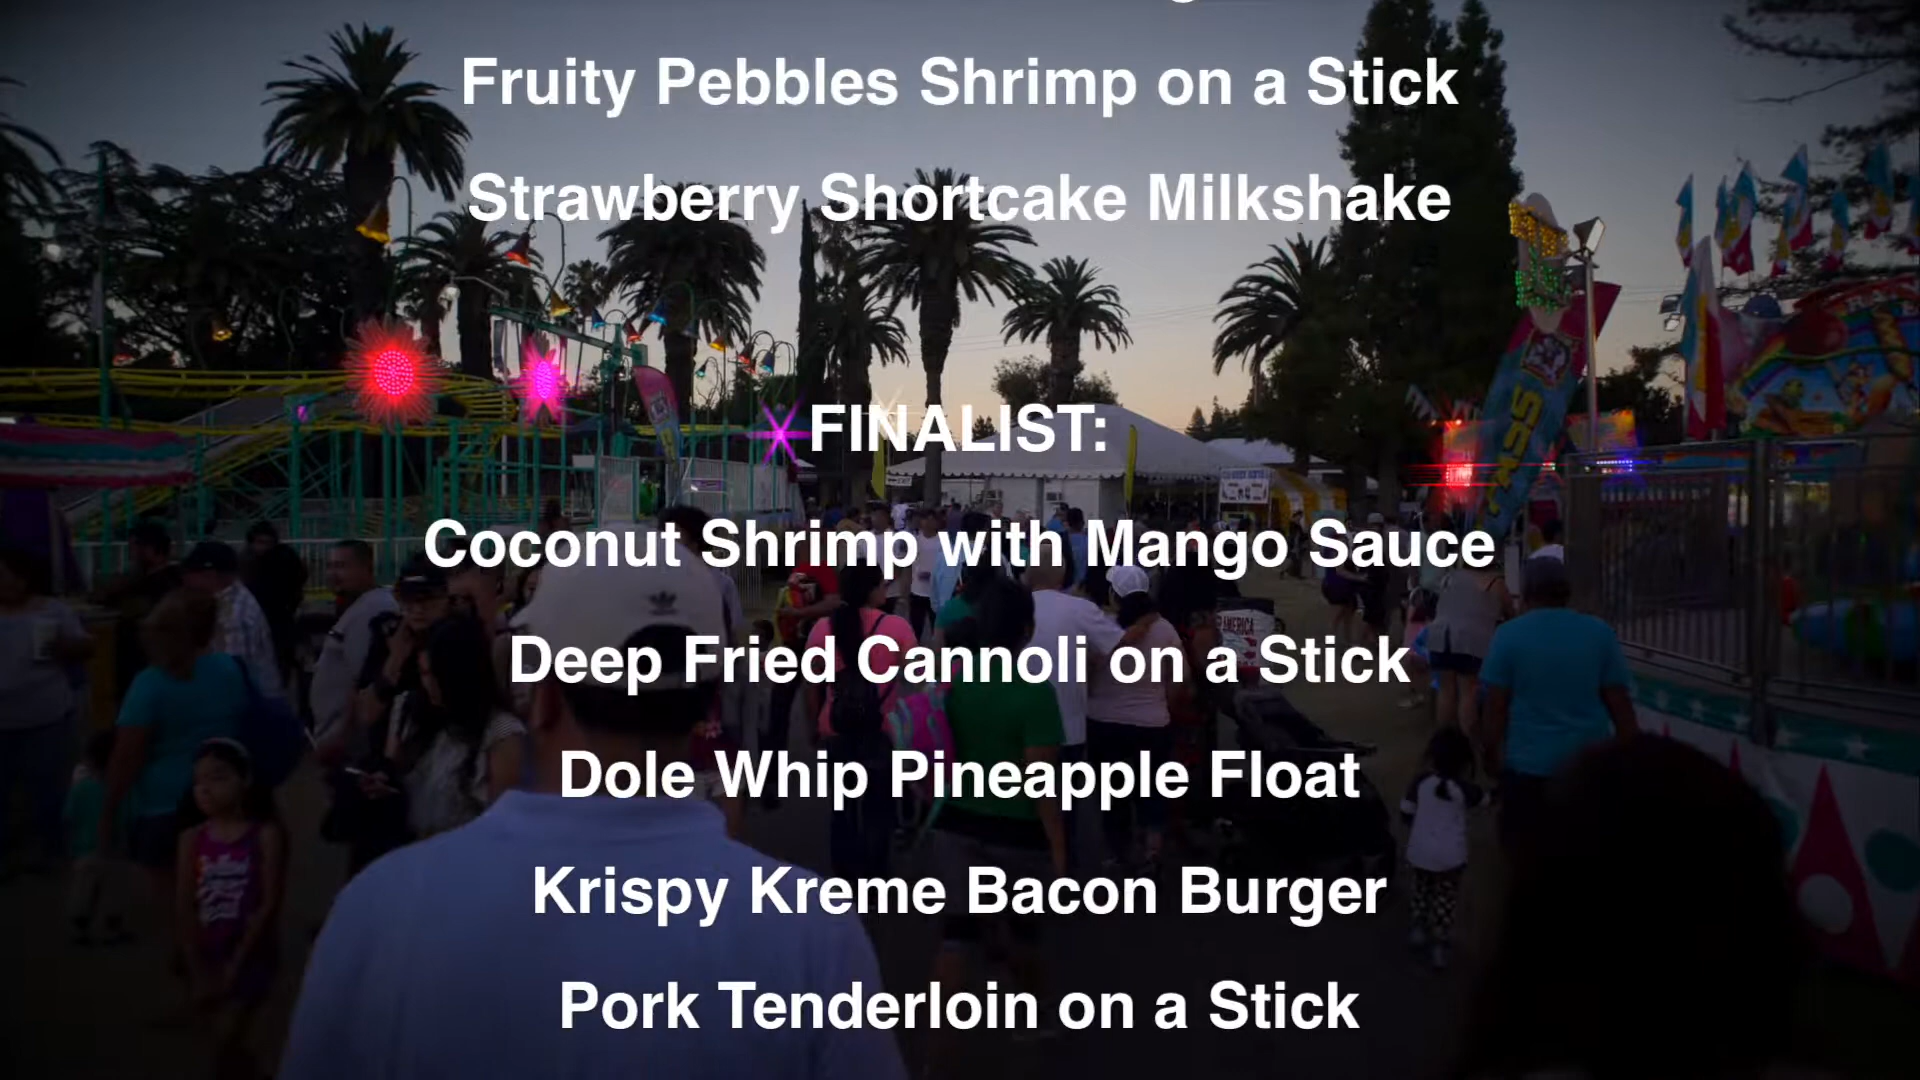 Fruity Pebbles Shrimp on a Stick
Strawberry Shortcake Milkshake
FINALIST:
Coconut Shrimp with Mango Sauce
Deep Fried Cannoli on a Stick
Dole Whip Pineapple Float
Krispy Kreme Bacon Burger
Pork Tenderloin on a Stick
AMERICA